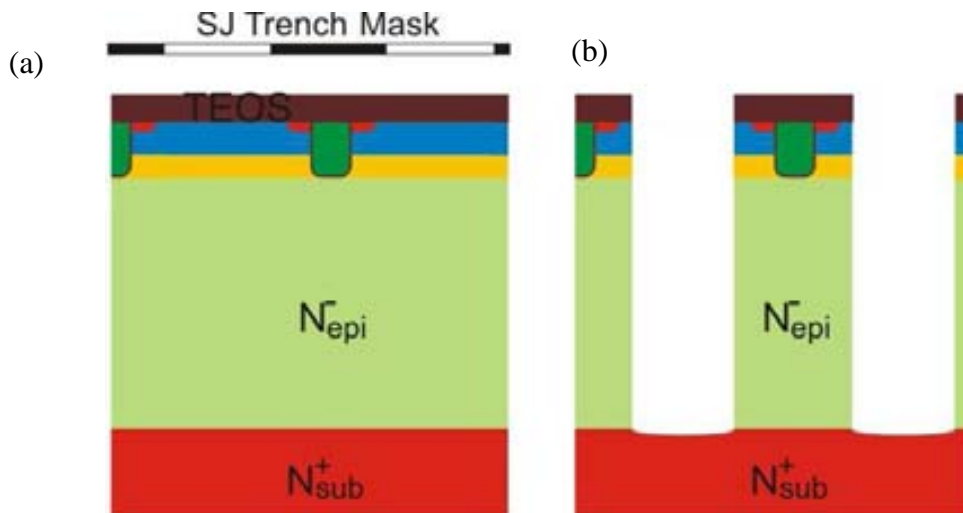 SJ Trench Mask
(a)
(b)
TEOS
N⁻epi
N⁻epi
N⁺sub
N⁺sub